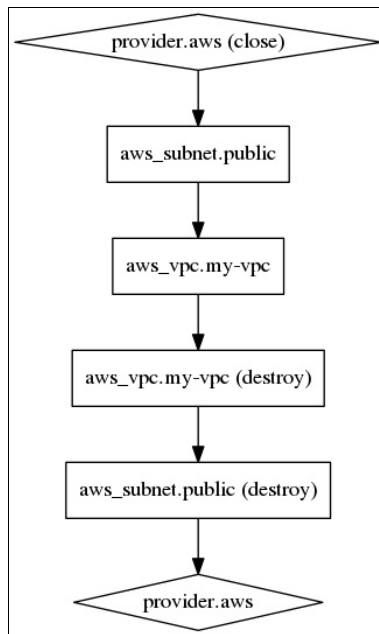 provider.aws (close)
aws_subnet.public
aws_vpc.my-vpc
aws_vpc.my-vpc (destroy)
aws_subnet.public (destroy)
provider.aws